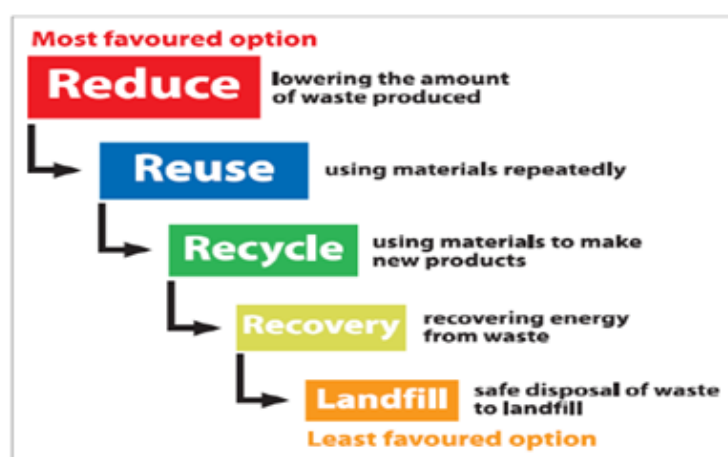 Most favoured option
Reduce
lowering the amount
of waste produced
Reuse
using materials repeatedly
Recycle
using materials to make
new products
Recovery
recovering energy
from waste
Landfill
safe disposal of waste
to landfill
Least favoured option